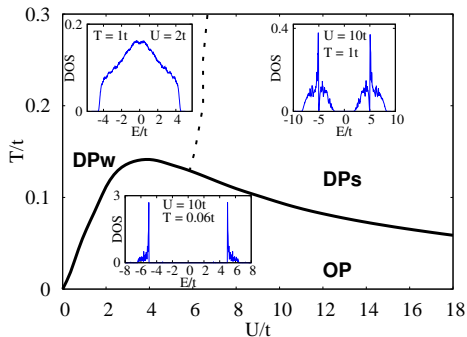 0.3
0.2
0.1
0
T/t
0 2 4 6 8 10 12 14 16 18
U/t
DPw
DPs
OP
0.2
0
DOS
T = 1t U = 2t
-4 -2 0 2 4
E/t
0.4
0
DOS
U = 10t
T = 1t
-10 -5 0 5 10
E/t
3
0
DOS
U = 10t
T = 0.06t
-8 -6 -4 -2 0 2 4 6 8
E/t